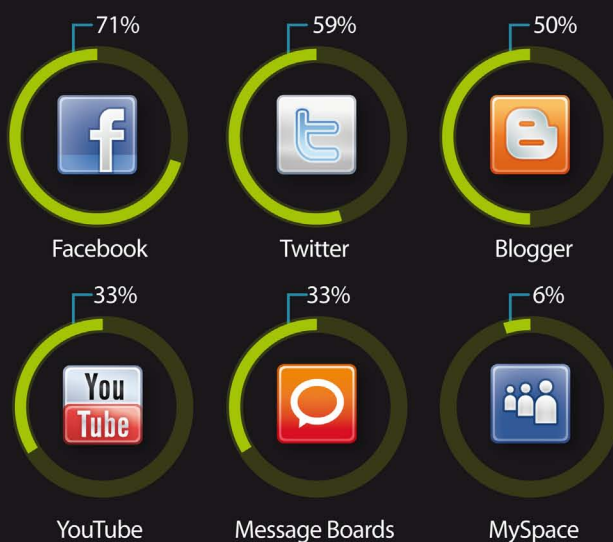 71% 59% 50%
f t B
Facebook Twitter Blogger
33% 33% 6%
You
Tube
YouTube Message Boards MySpace